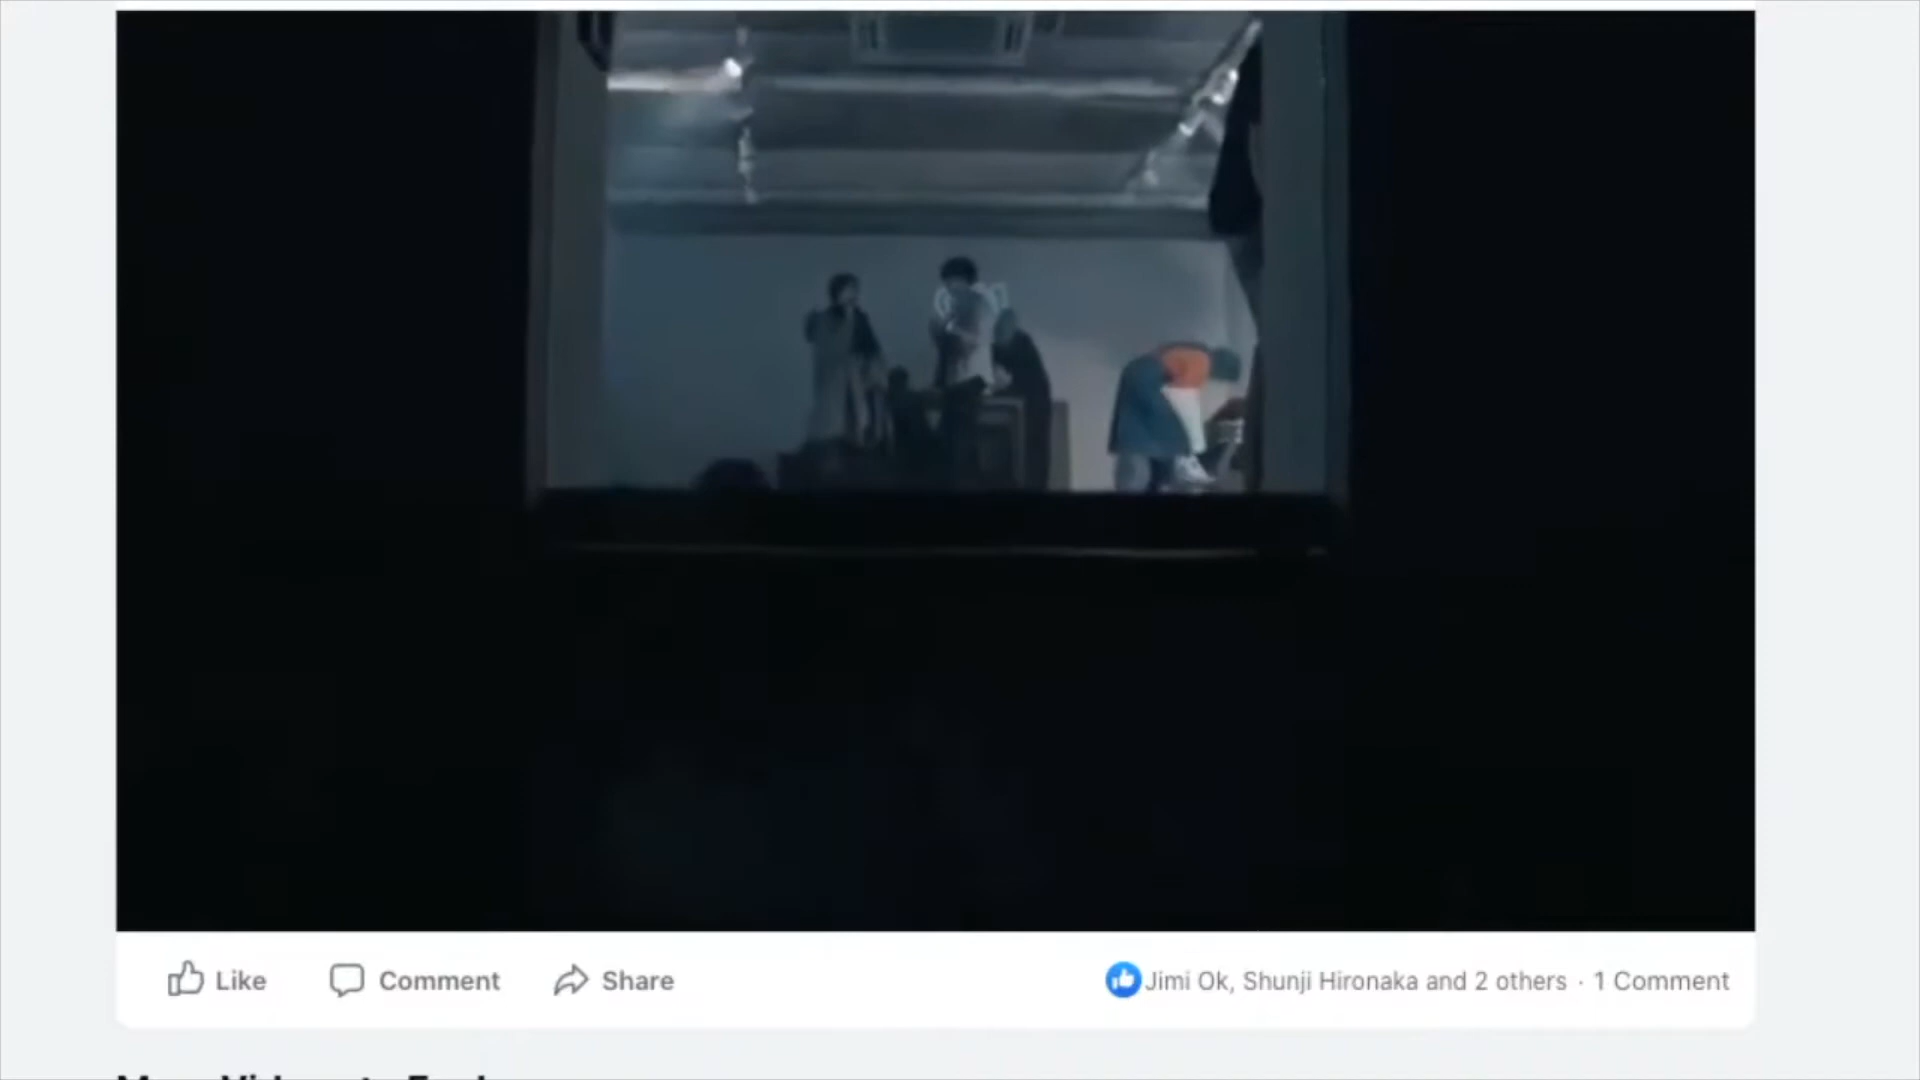 Like
Comment
Share
Jimi Ok, Shunji Hironaka and 2 others · 1 Comment